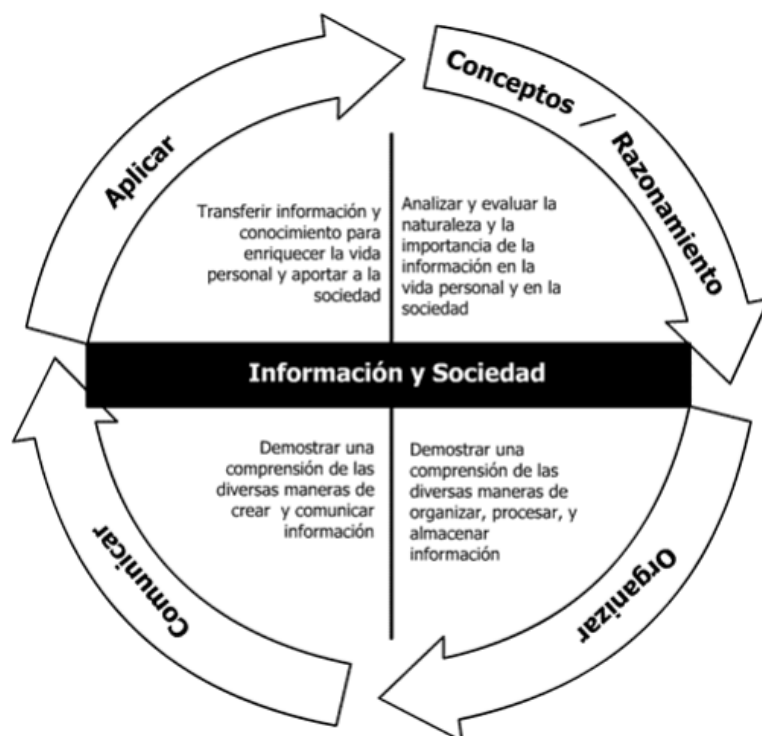 Aplicar
Conceptos / Razonamiento
Transferir información y
conocimiento para
enriquecer la vida
personal y aportar a la
sociedad
Analizar y evaluar la
naturaleza y la
importancia de la
información en la
vida personal y en la
sociedad
Información y Sociedad
Demostrar una
comprensión de las
diversas maneras de
crear y comunicar
información
Demostrar una
comprensión de las
diversas maneras de
organizar, procesar, y
almacenar
información
Comunicar
Organizar